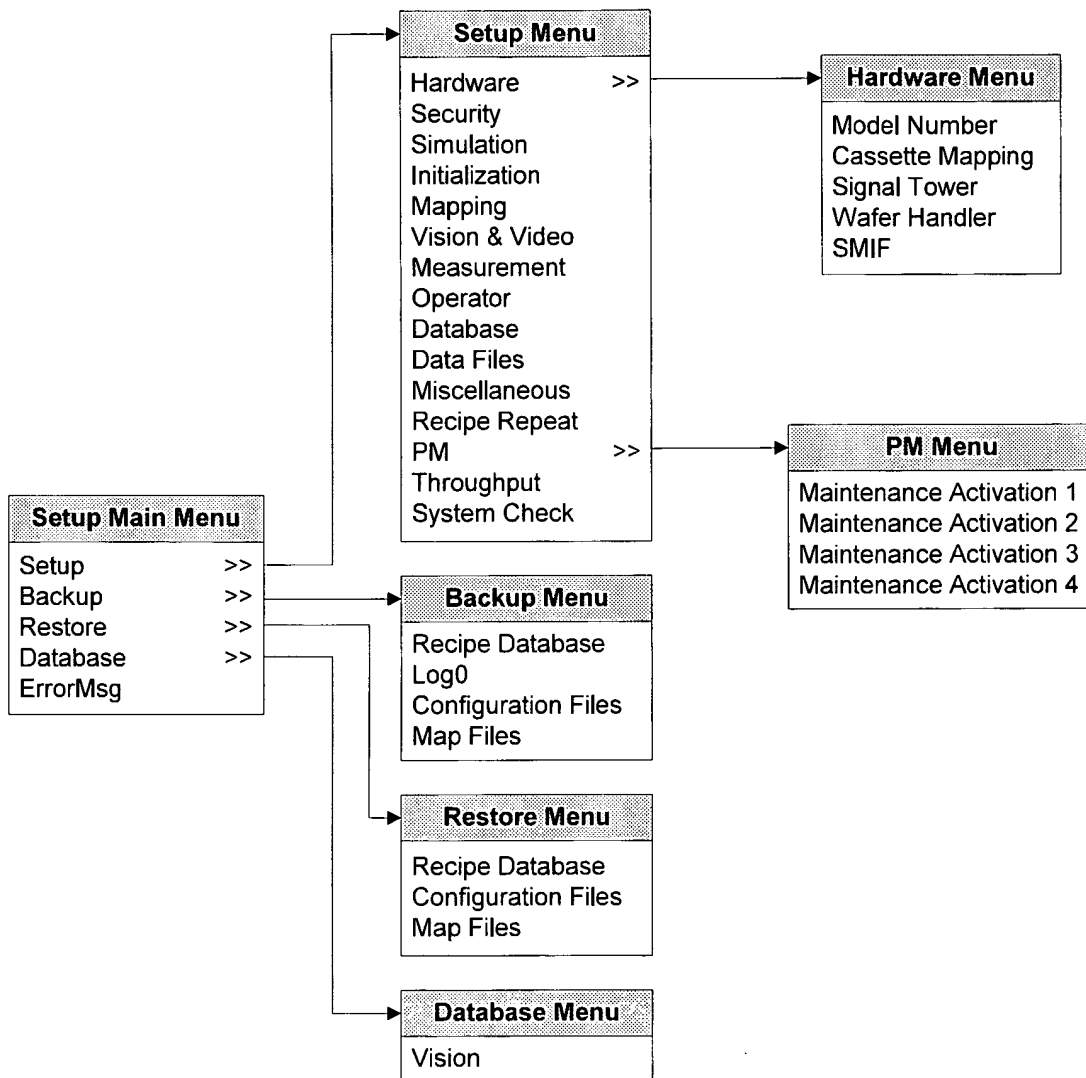 Setup Menu
Hardware >>
Security
Simulation
Initialization
Mapping
Vision & Video
Measurement
Operator
Database
Data Files
Miscellaneous
Recipe Repeat
PM >>
Throughput
System Check
Hardware Menu
Model Number
Cassette Mapping
Signal Tower
Wafer Handler
SMIF
PM Menu
Maintenance Activation 1
Maintenance Activation 2
Maintenance Activation 3
Maintenance Activation 4
Setup Main Menu
Setup >>
Backup >>
Restore >>
Database >>
ErrorMsg
Backup Menu
Recipe Database
Log0
Configuration Files
Map Files
Restore Menu
Recipe Database
Configuration Files
Map Files
Database Menu
Vision